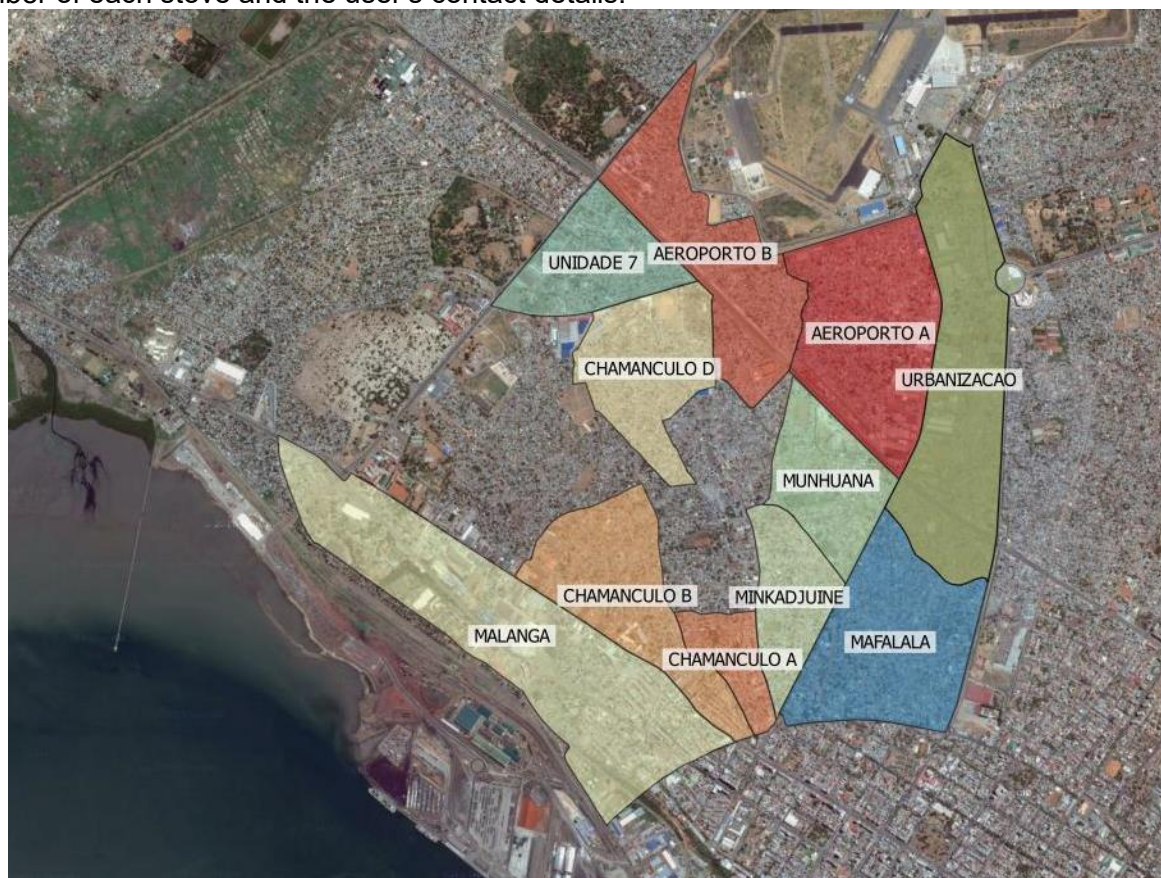 mber of each stove and the user's contact details.
AEROPORTO B
UNIDADE 7
AEROPORTO A
CHAMANCULO D
URBANIZACAO
MUNHUANA
CHAMANCULO B
MINKADJUINE
MALANGA
MAFALALA
CHAMANCULO A